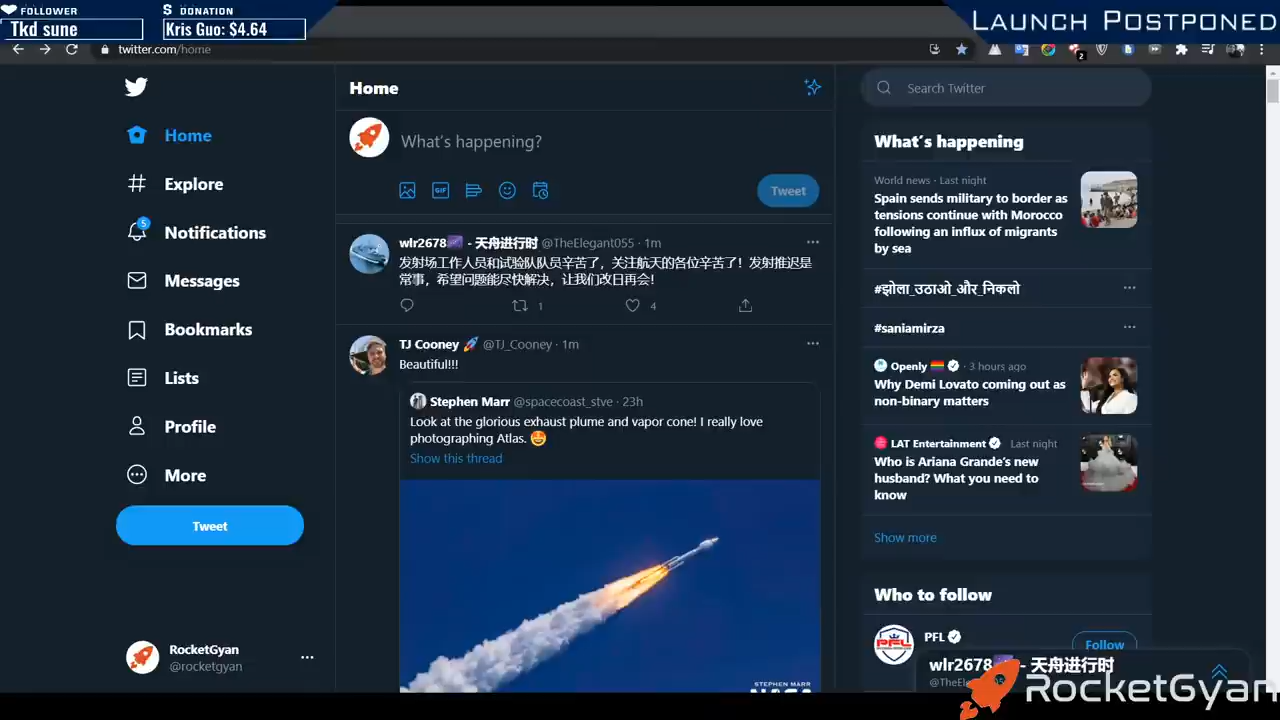 FOLLOWER
Tkd sune
$ DONATION
Kris Guo: $4.64
LAUNCH POSTPONED
twitter.com/home
2
Home
Explore
5
Notifications
Messages
Bookmarks
Lists
Profile
More
Tweet
RocketGyan
@rocketgyan
Home
What's happening?
GIF
Tweet
wlr2678 - 天舟进行时 @TheElegant055 · 1m
发射场工作人员和试验队队员辛苦了，关注航天的各位辛苦了！发射推迟是
常事，希望问题能尽快解决，让我们改日再会！
1
4
TJ Cooney @TJ_Cooney · 1m
Beautiful!!!
Stephen Marr @spacecoast_stve · 23h
Look at the glorious exhaust plume and vapor cone! I really love
photographing Atlas.
Show this thread
STEPHEN MARR
Search Twitter
What's happening
World news · Last night
Spain sends military to border as
tensions continue with Morocco
following an influx of migrants
by sea
#झोला_उठाओ_और_निकलो
#saniamirza
Openly · 3 hours ago
Why Demi Lovato coming out as
non-binary matters
LAT Entertainment · Last night
Who is Ariana Grande's new
husband? What you need to
know
Show more
Who to follow
PFL
Follow
wlr2678 - 天舟进行时
RocketGyan